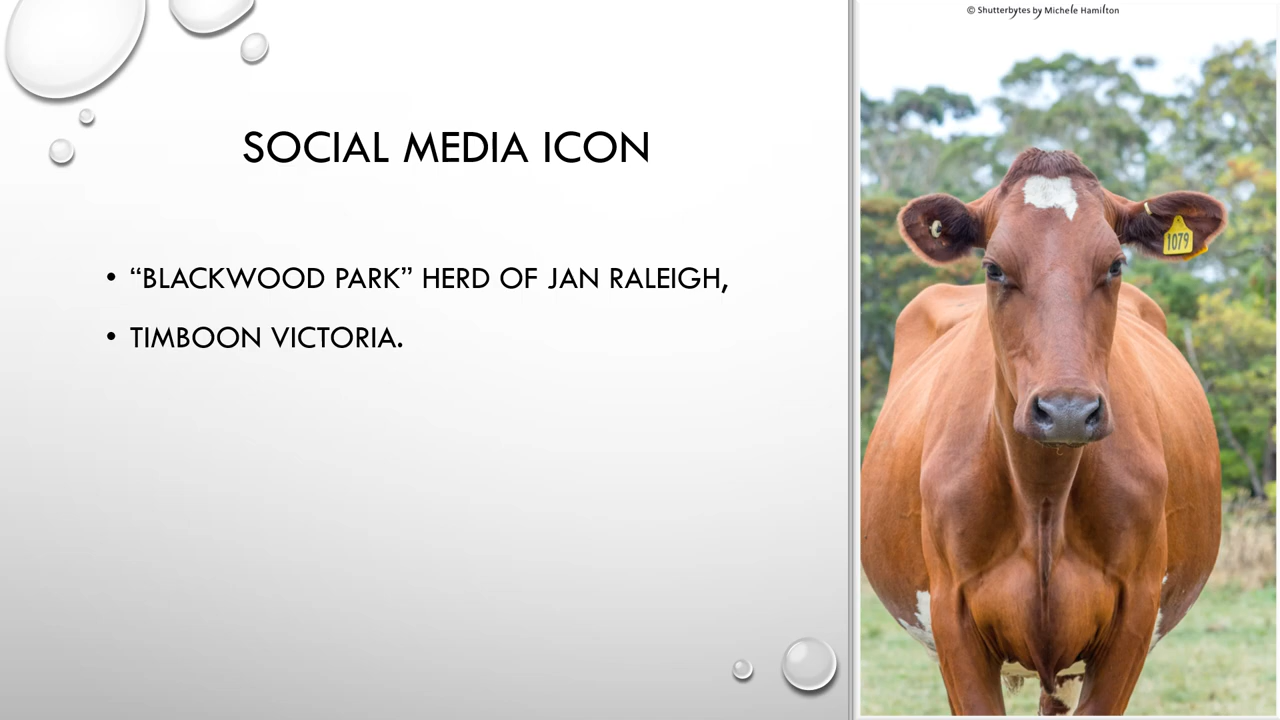 © Shutterbytes by Michele Hamilton
SOCIAL MEDIA ICON
• “BLACKWOOD PARK” HERD OF JAN RALEIGH,
• TIMBOON VICTORIA.
1079